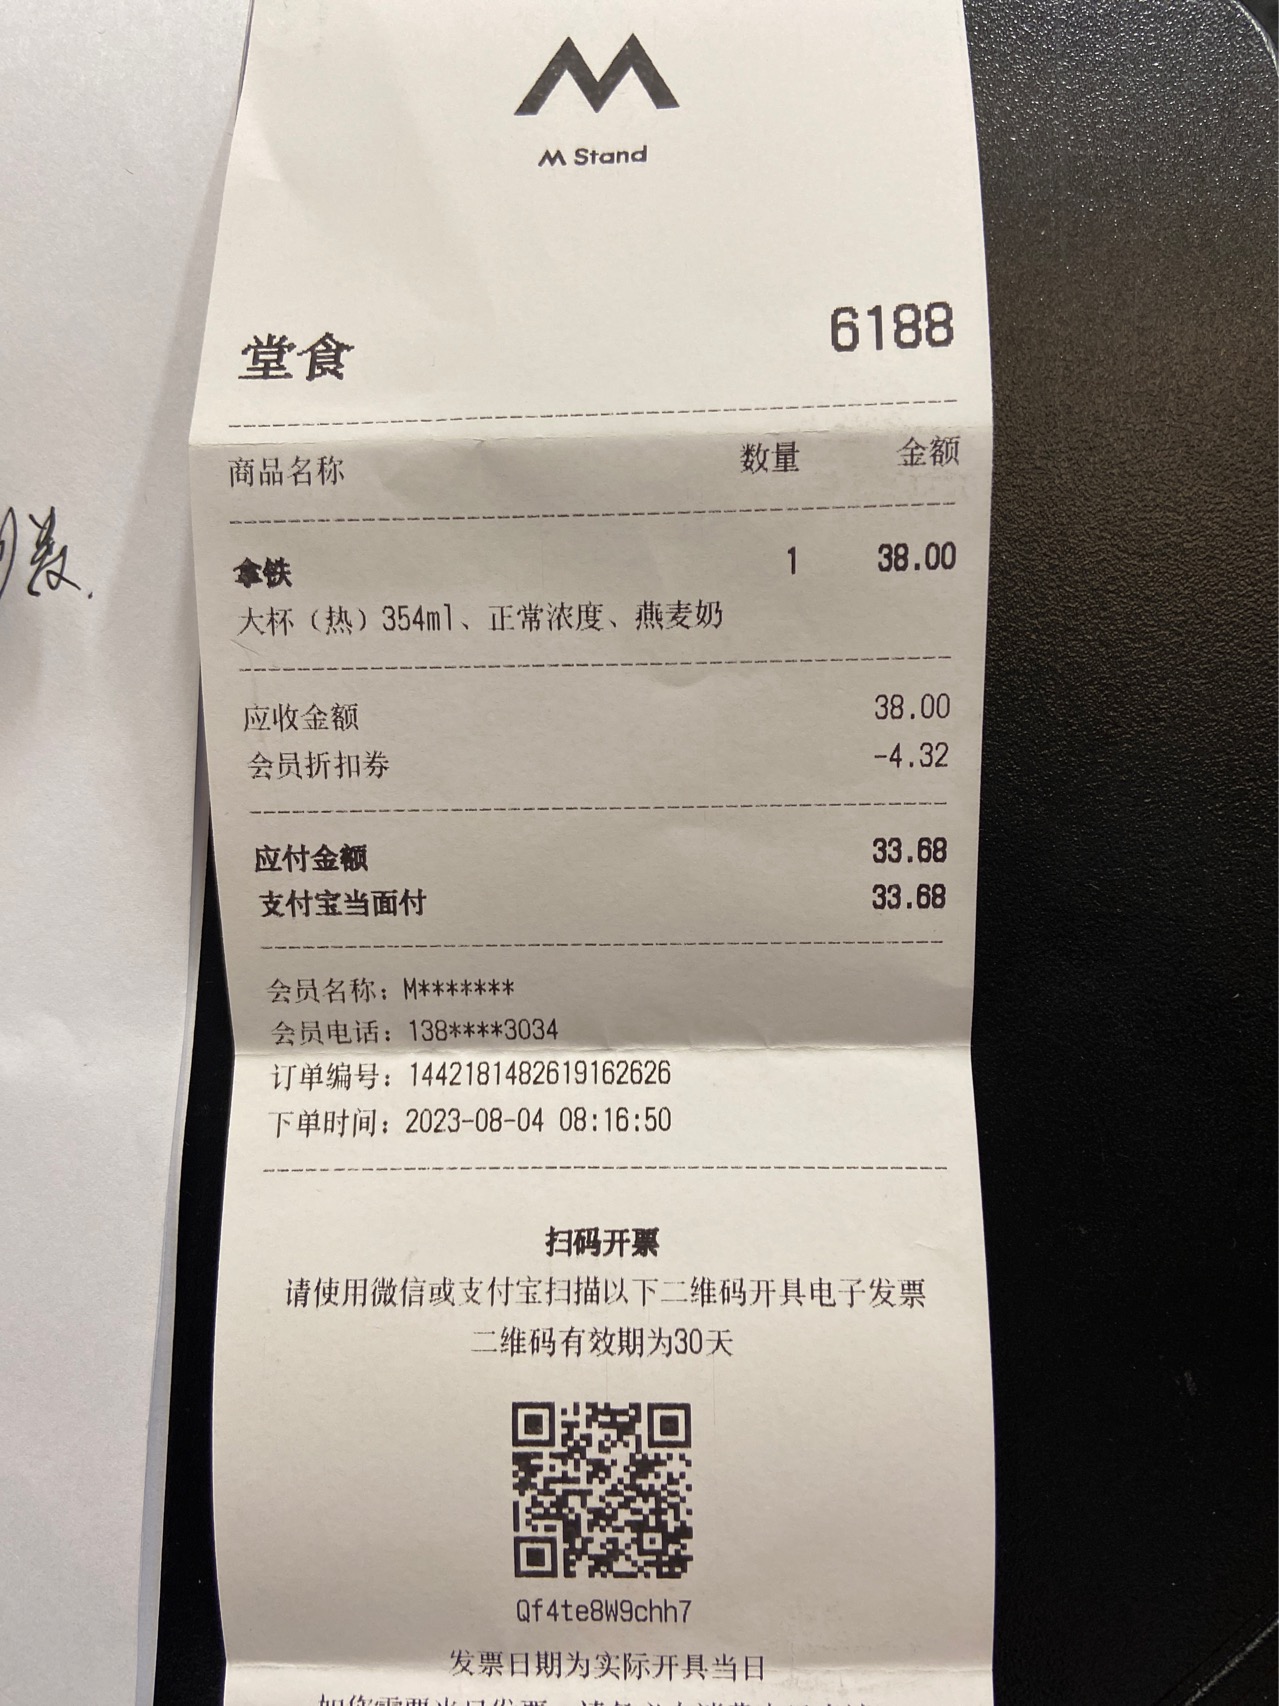 M Stand
堂食 6188
商品名称 数量 金额
拿铁 1 38.00
大杯（热）354ml、正常浓度、燕麦奶
应收金额 38.00
会员折扣券 -4.32
应付金额 33.68
支付宝当面付 33.68
会员名称：M*******
会员电话：138****3034
订单编号：1442181482619162626
下单时间：2023-08-04 08:16:50
扫码开票
请使用微信或支付宝扫描以下二维码开具电子发票
二维码有效期为30天
Qf4te8W9chh7
发票日期为实际开具当日